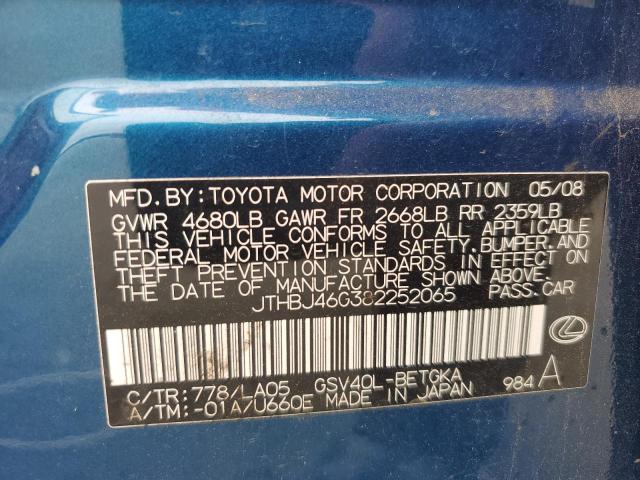 MFD.BY:TOYOTA MOTOR CORPORATION 05/08
GVWR 4680LB GAWR FR 2668LB RR 2359LB
THIS VEHICLE CONFORMS TO ALL APPLICABLE
FEDERAL MOTOR VEHICLE SAFETY.BUMPER.AND
THEFT PREVENTION STANDARDS IN EFFECT ON
THE DATE OF MANUFACTURE SHOWN ABOVE.
JTHBJ46G382252065 PASS.CAR
C/TR:778/LA05 GSV40L-BETGKA
A/TM:-01A/U660E MADE IN JAPAN 984 A